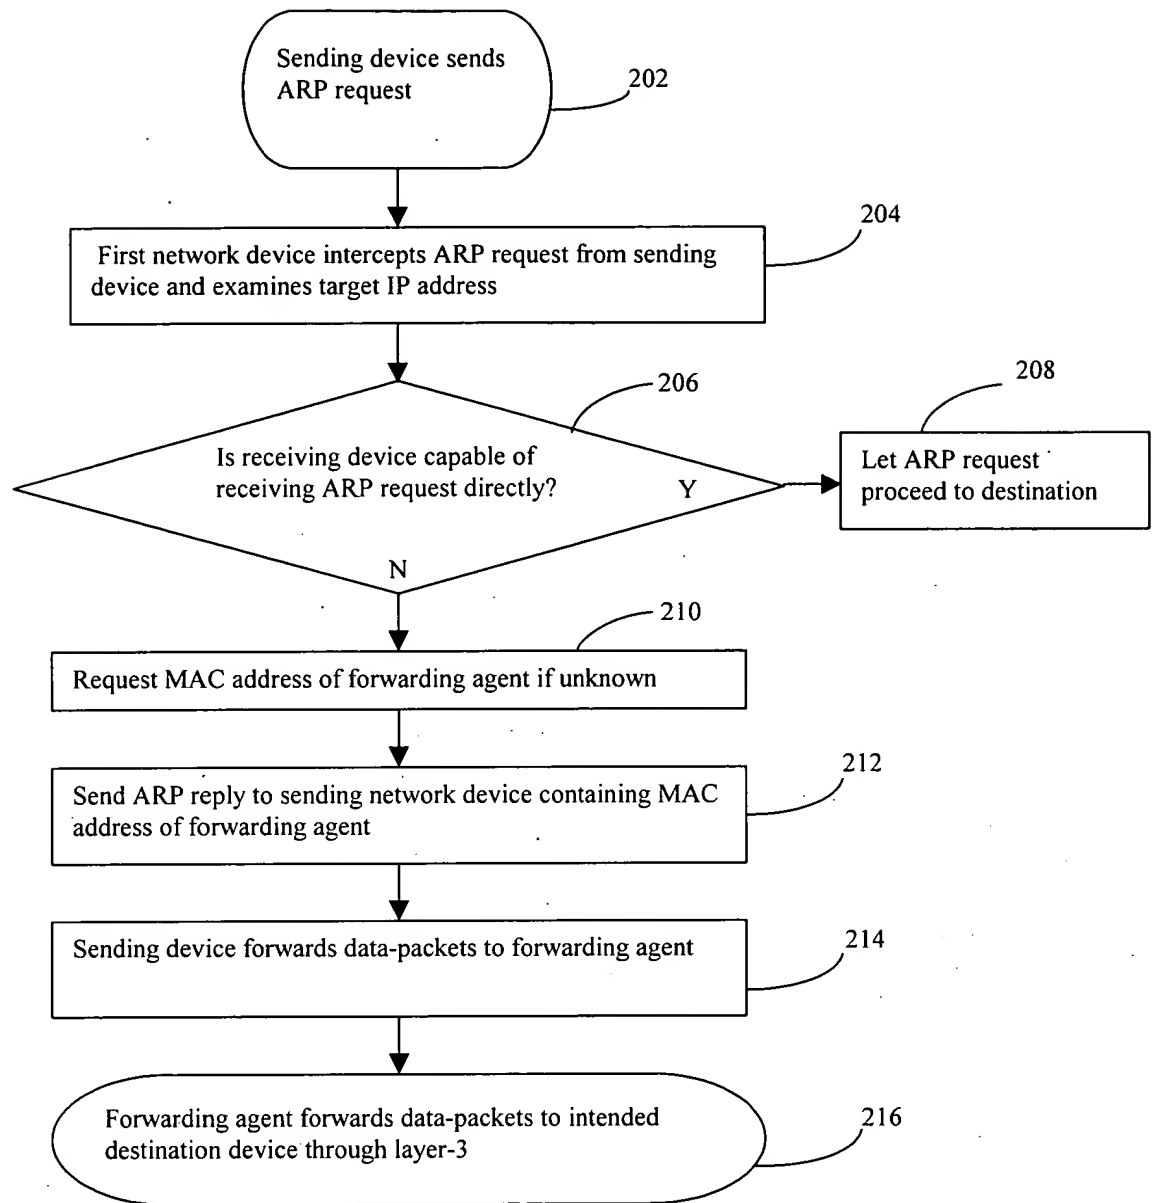 Sending device sends
ARP request
202
204
First network device intercepts ARP request from sending
device and examines target IP address
206
208
Is receiving device capable of
receiving ARP request directly?
Y
Let ARP request
proceed to destination
N
210
Request MAC address of forwarding agent if unknown
212
Send ARP reply to sending network device containing MAC
address of forwarding agent
214
Sending device forwards data-packets to forwarding agent
216
Forwarding agent forwards data-packets to intended
destination device through layer-3